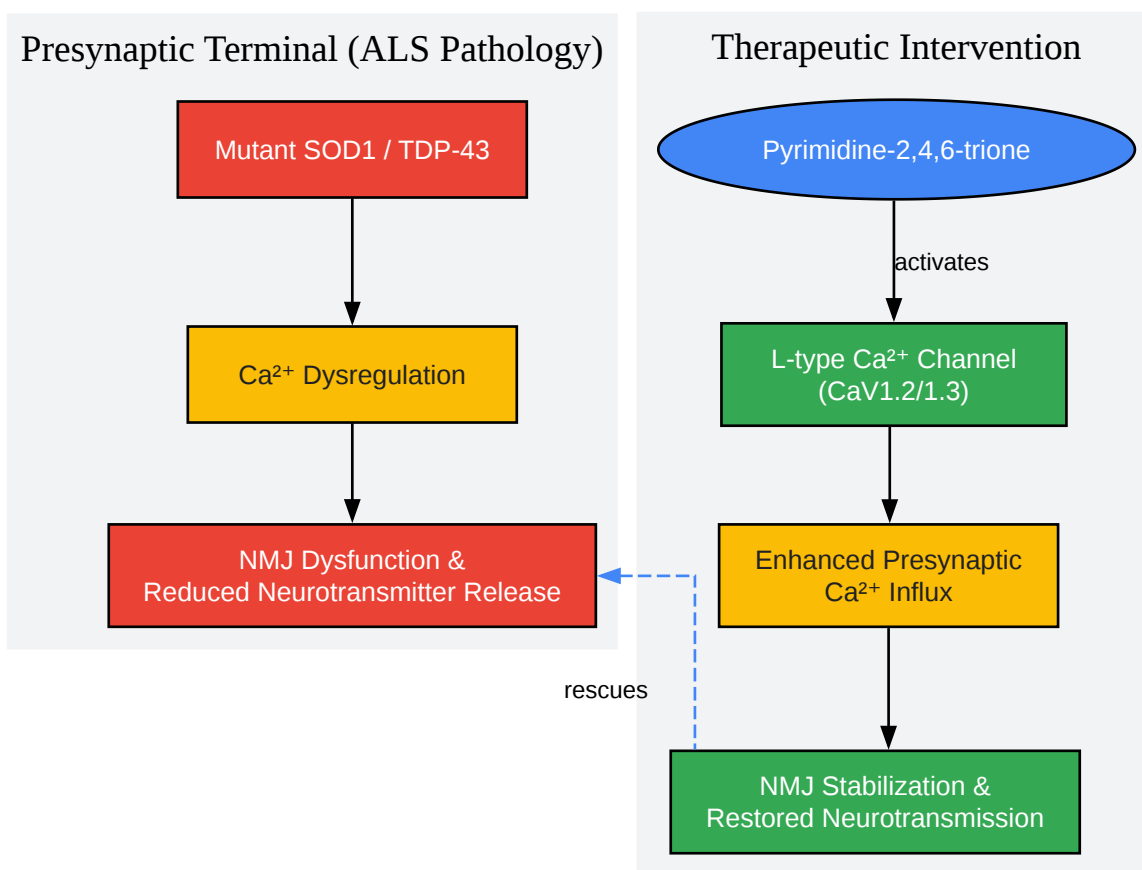 Presynaptic Terminal (ALS Pathology)
Mutant SOD1 / TDP-43
Ca²⁺ Dysregulation
NMJ Dysfunction &
Reduced Neurotransmitter Release
Therapeutic Intervention
Pyrimidine-2,4,6-trione
activates
L-type Ca²⁺ Channel
(CaV1.2/1.3)
Enhanced Presynaptic
Ca²⁺ Influx
rescues
NMJ Stabilization &
Restored Neurotransmission